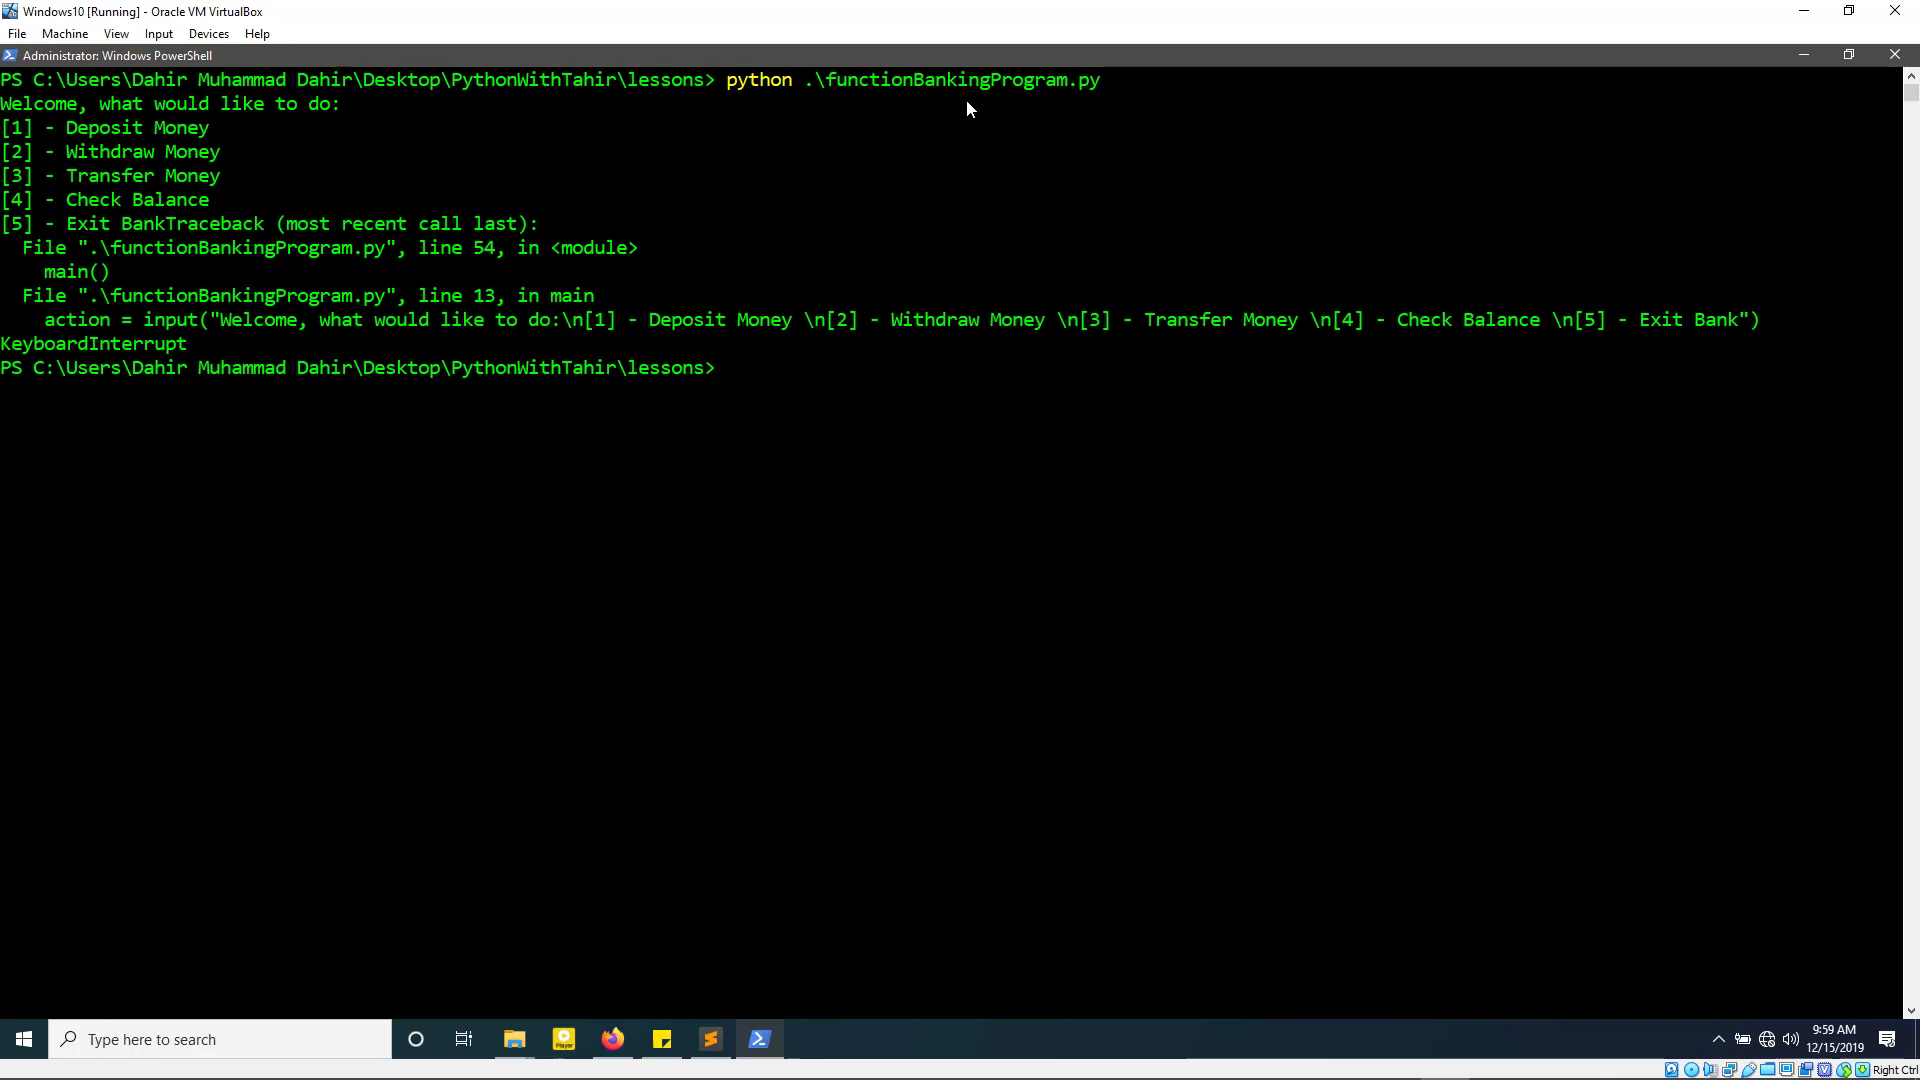 Windows10 [Running] - Oracle VM VirtualBox
File Machine View Input Devices Help
Administrator: Windows PowerShell
PS C:\Users\Dahir Muhammad Dahir\Desktop\PythonWithTahir\lessons> python .\functionBankingProgram.py
Welcome, what would like to do:
[1] - Deposit Money
[2] - Withdraw Money
[3] - Transfer Money
[4] - Check Balance
[5] - Exit BankTraceback (most recent call last):
  File ".\functionBankingProgram.py", line 54, in <module>
    main()
  File ".\functionBankingProgram.py", line 13, in main
    action = input("Welcome, what would like to do:\n[1] - Deposit Money \n[2] - Withdraw Money \n[3] - Transfer Money \n[4] - Check Balance \n[5] - Exit Bank")
KeyboardInterrupt
PS C:\Users\Dahir Muhammad Dahir\Desktop\PythonWithTahir\lessons>
Type here to search
Player
9:59 AM
12/15/2019
Right Ctrl